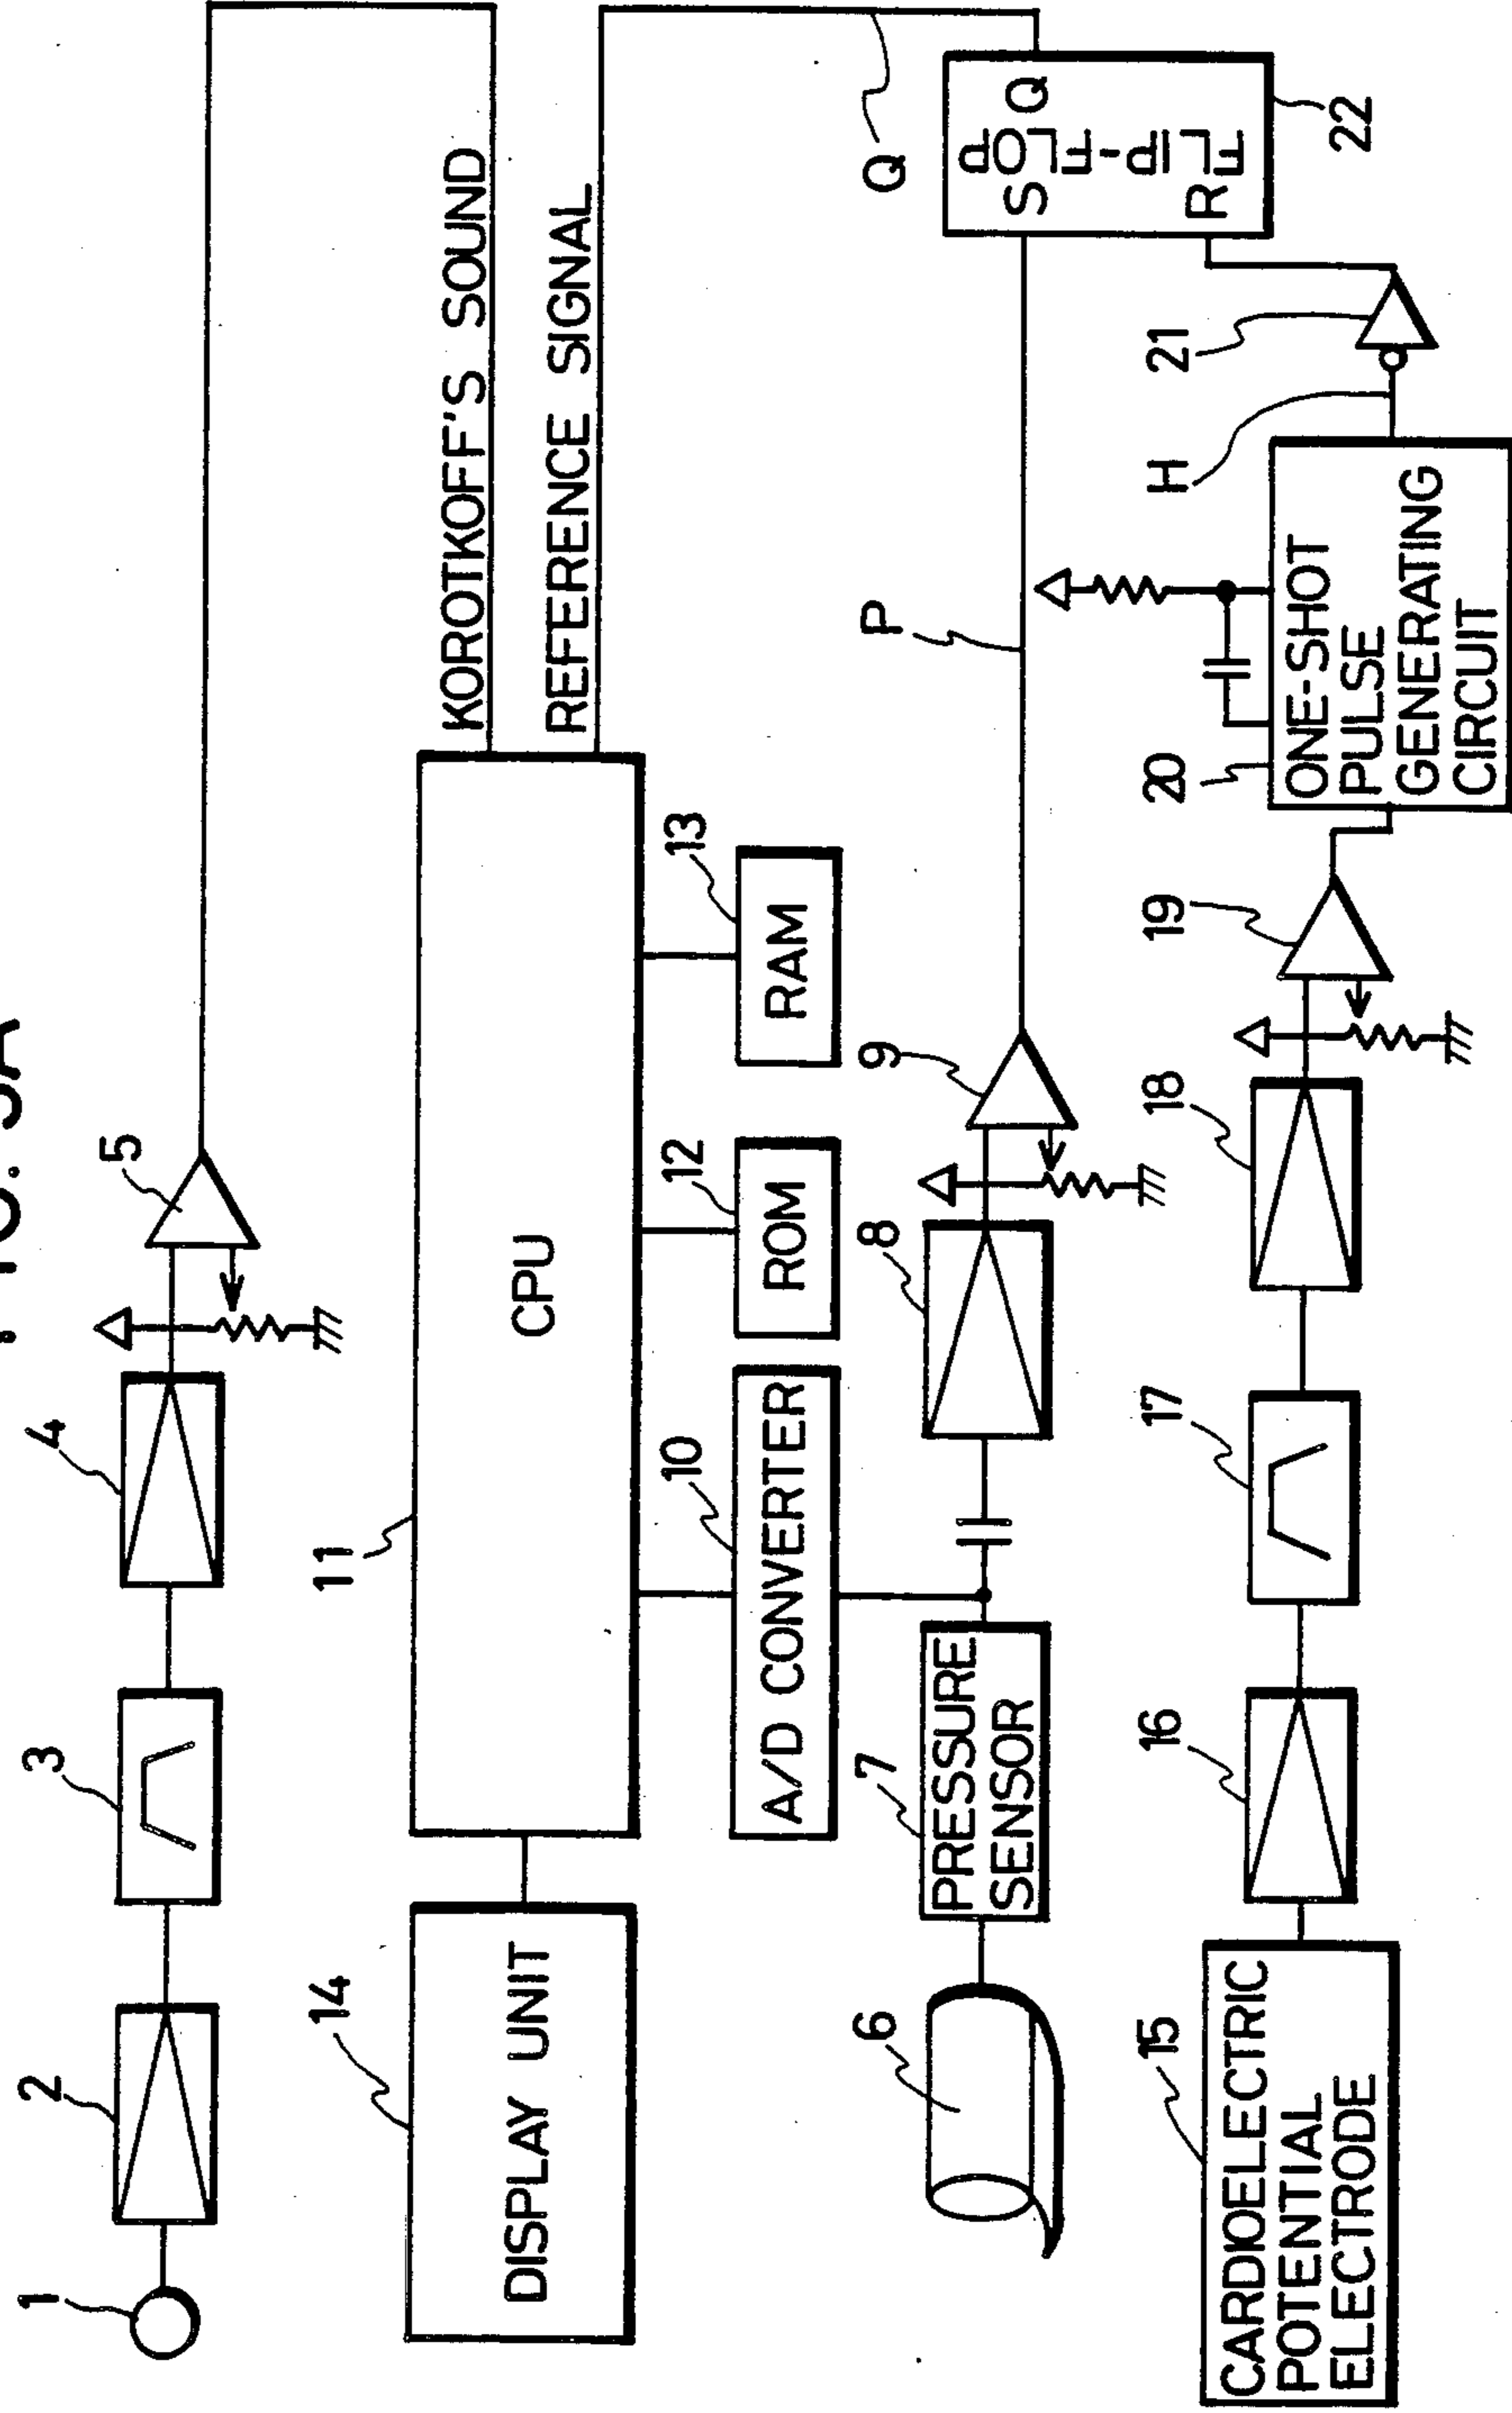 FIG. 3A
1
2
3
4
5
KOROTKOFF'S SOUND
REFERENCE SIGNAL
14
DISPLAY UNIT
11
CPU
10
A/D CONVERTER
12
ROM
13
RAM
6
7
PRESSURE
SENSOR
8
9
P
Q
S Q
FLIP-FLOP
R
22
15
CARDIOELECTRIC
POTENTIAL
ELECTRODE
16
17
18
19
20
ONE-SHOT
PULSE
GENERATING
CIRCUIT
H
21